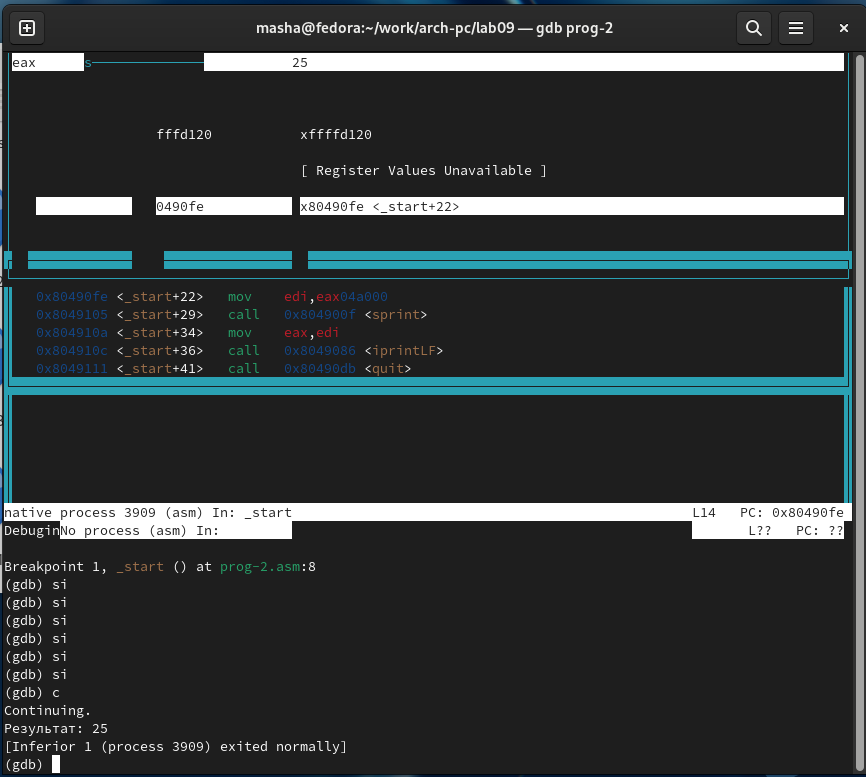 masha@fedora:~/work/arch-pc/lab09 — gdb prog-2
eax s 25
fffd120 xffffd120
[ Register Values Unavailable ]
0490fe x80490fe <_start+22>
0x80490fe <_start+22> mov edi,eax04a000
0x8049105 <_start+29> call 0x804900f <sprint>
0x804910a <_start+34> mov eax,edi
0x804910c <_start+36> call 0x8049086 <iprintLF>
0x8049111 <_start+41> call 0x80490db <quit>
native process 3909 (asm) In: _start L14 PC: 0x80490fe
DebuginNo process (asm) In: L?? PC: ??
Breakpoint 1, _start () at prog-2.asm:8
(gdb) si
(gdb) si
(gdb) si
(gdb) si
(gdb) si
(gdb) si
(gdb) c
Continuing.
Результат: 25
[Inferior 1 (process 3909) exited normally]
(gdb)